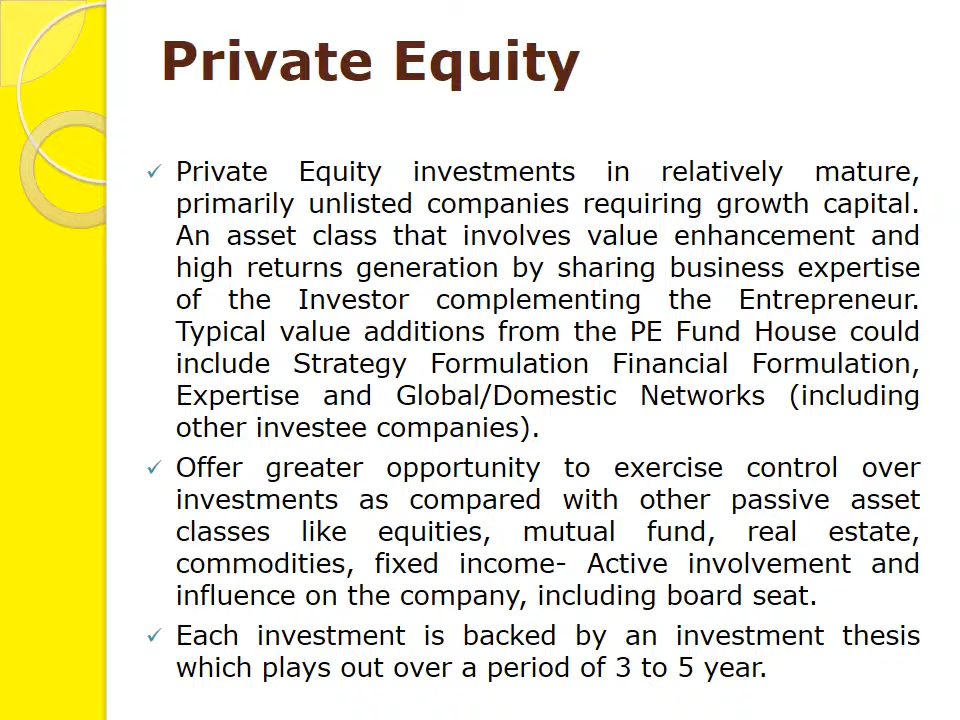 Private Equity
✓ Private Equity investments in relatively mature,
primarily unlisted companies requiring growth capital.
An asset class that involves value enhancement and
high returns generation by sharing business expertise
of the Investor complementing the Entrepreneur.
Typical value additions from the PE Fund House could
include Strategy Formulation Financial Formulation,
Expertise and Global/Domestic Networks (including
other investee companies).
✓ Offer greater opportunity to exercise control over
investments as compared with other passive asset
classes like equities, mutual fund, real estate,
commodities, fixed income- Active involvement and
influence on the company, including board seat.
✓ Each investment is backed by an investment thesis
which plays out over a period of 3 to 5 year.